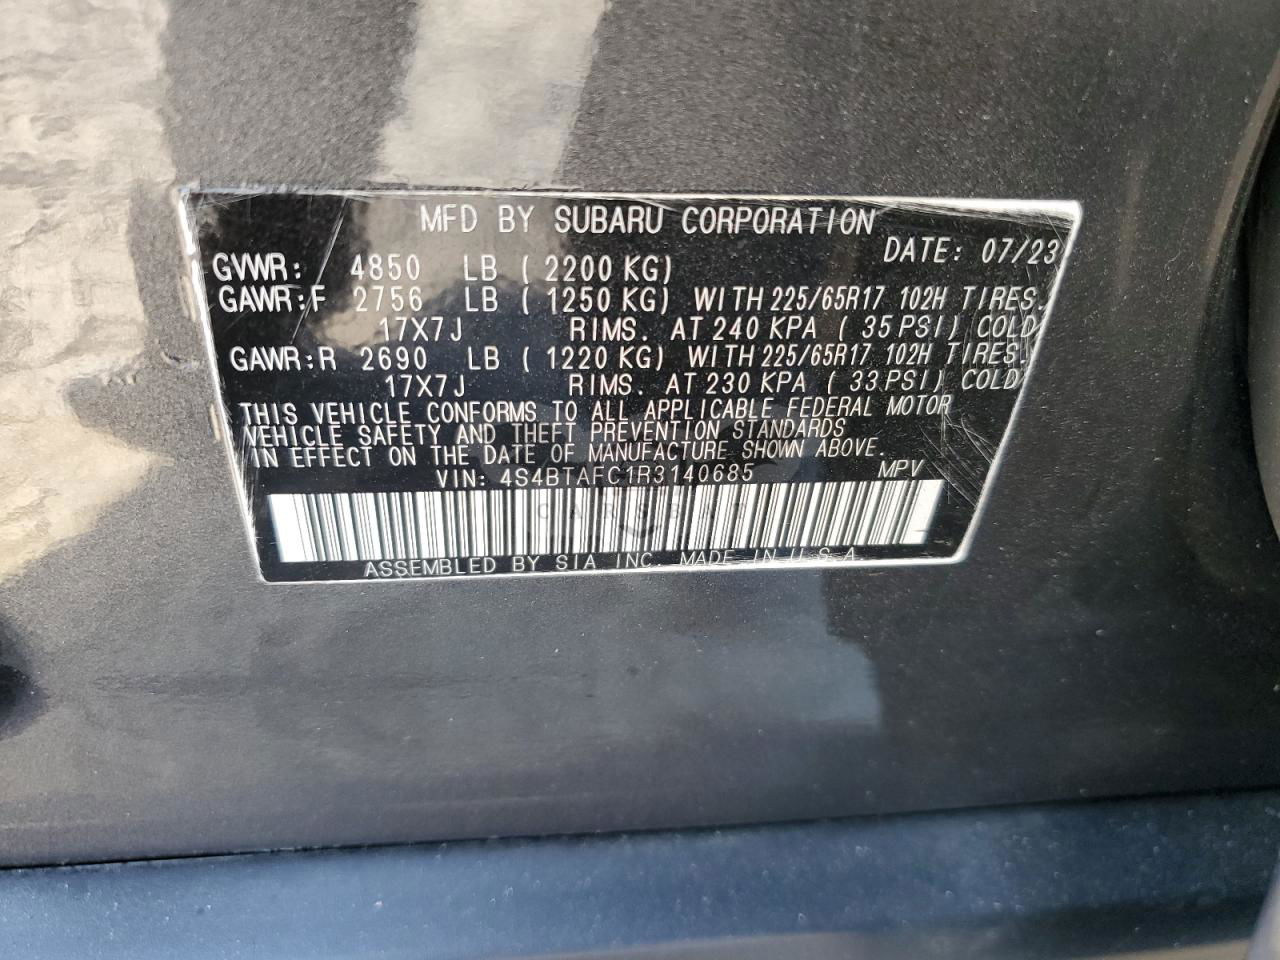 MFD BY SUBARU CORPORATION
DATE: 07/23
GVWR: 4850 LB ( 2200 KG)
GAWR:F 2756 LB ( 1250 KG) WITH 225/65R17 102H TIRES.
17X7J RIMS. AT 240 KPA ( 35 PSI) COLD
GAWR:R 2690 LB ( 1220 KG) WITH 225/65R17 102H TIRES.
17X7J RIMS. AT 230 KPA ( 33 PSI) COLD
THIS VEHICLE CONFORMS TO ALL APPLICABLE FEDERAL MOTOR
VEHICLE SAFETY AND THEFT PREVENTION STANDARDS
IN EFFECT ON THE DATE OF MANUFACTURE SHOWN ABOVE.
VIN: 4S4BTAFC1R3140685 MPV
ASSEMBLED BY SIA INC. MADE IN U.S.A.